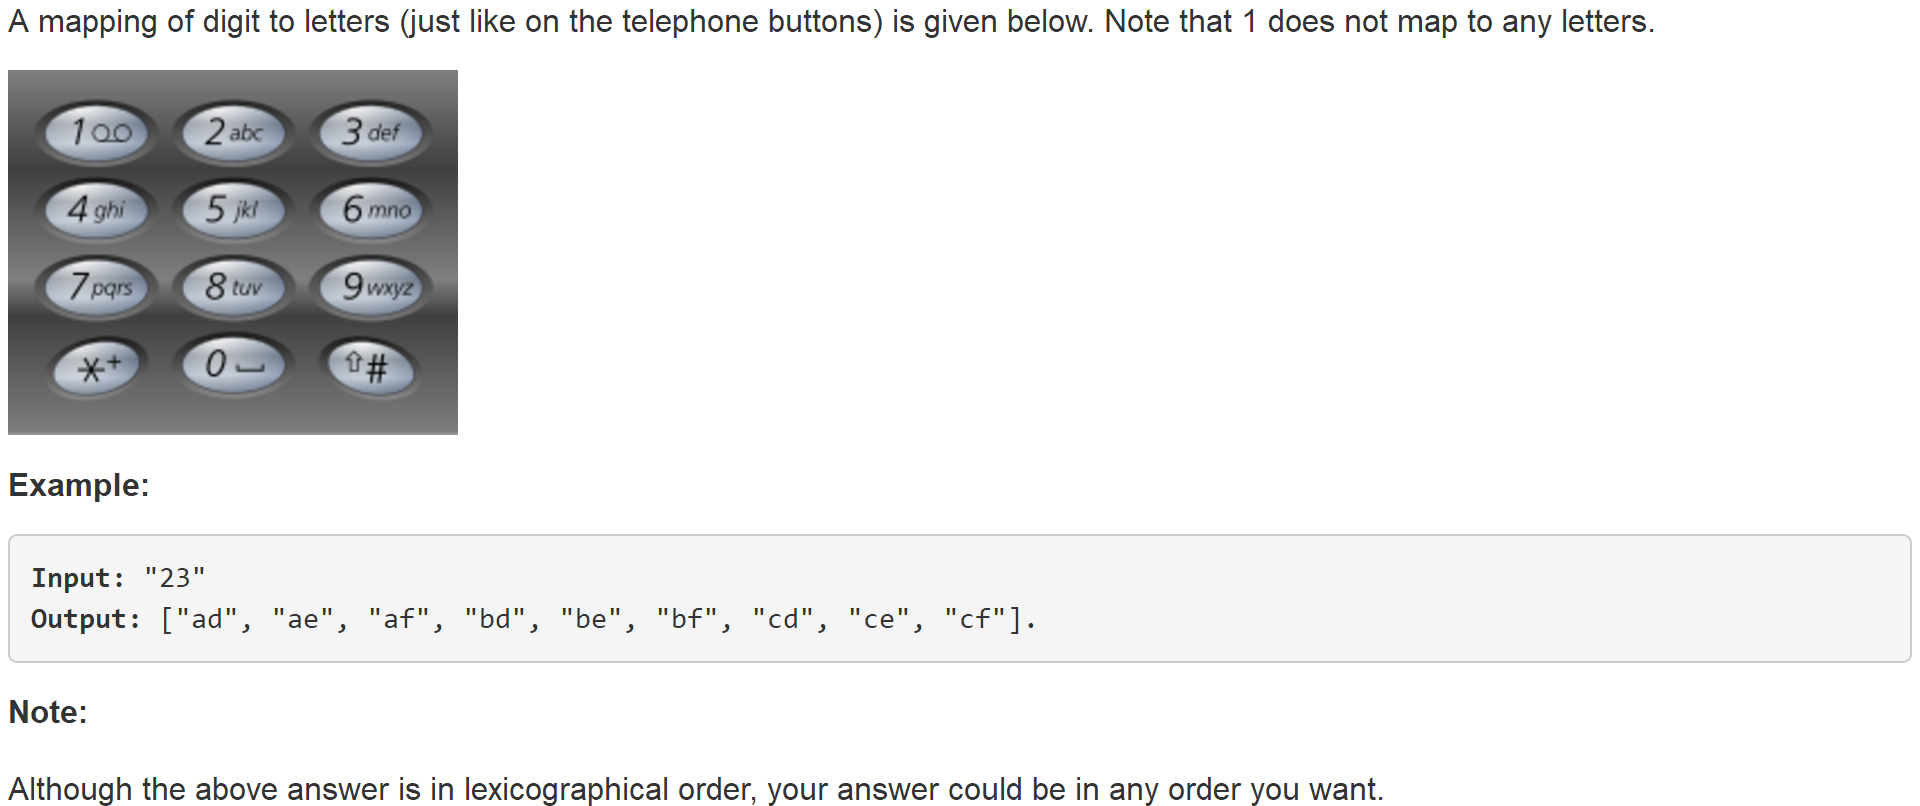 A mapping of digit to letters (just like on the telephone buttons) is given below. Note that 1 does not map to any letters.
1 2 abc 3 def
4 ghi 5 jkl 6 mno
7 pqrs 8 tuv 9 wxyz
*+ 0 ⇧#
Example:
Input: "23"
Output: ["ad", "ae", "af", "bd", "be", "bf", "cd", "ce", "cf"].
Note:
Although the above answer is in lexicographical order, your answer could be in any order you want.